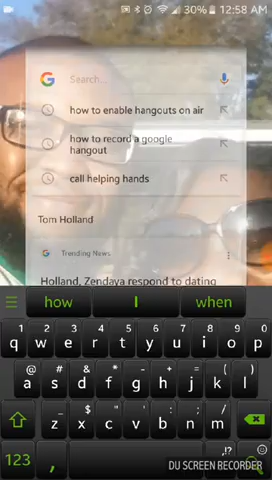 30% 12:58 AM
G Search...
how to enable hangouts on air
how to record a google
hangout
call helping hands
Tom Holland
G Trending News
Holland, Zendaya respond to dating
how I when
1 2 3 4 5 6 7 8 9 0
q w e r t y u i o p
@ * & - + = ( )
a s d f g h j k l
_ $ " ' : ; /
z x c v b n m
123 , . ,!?
DU SCREEN RECORDER